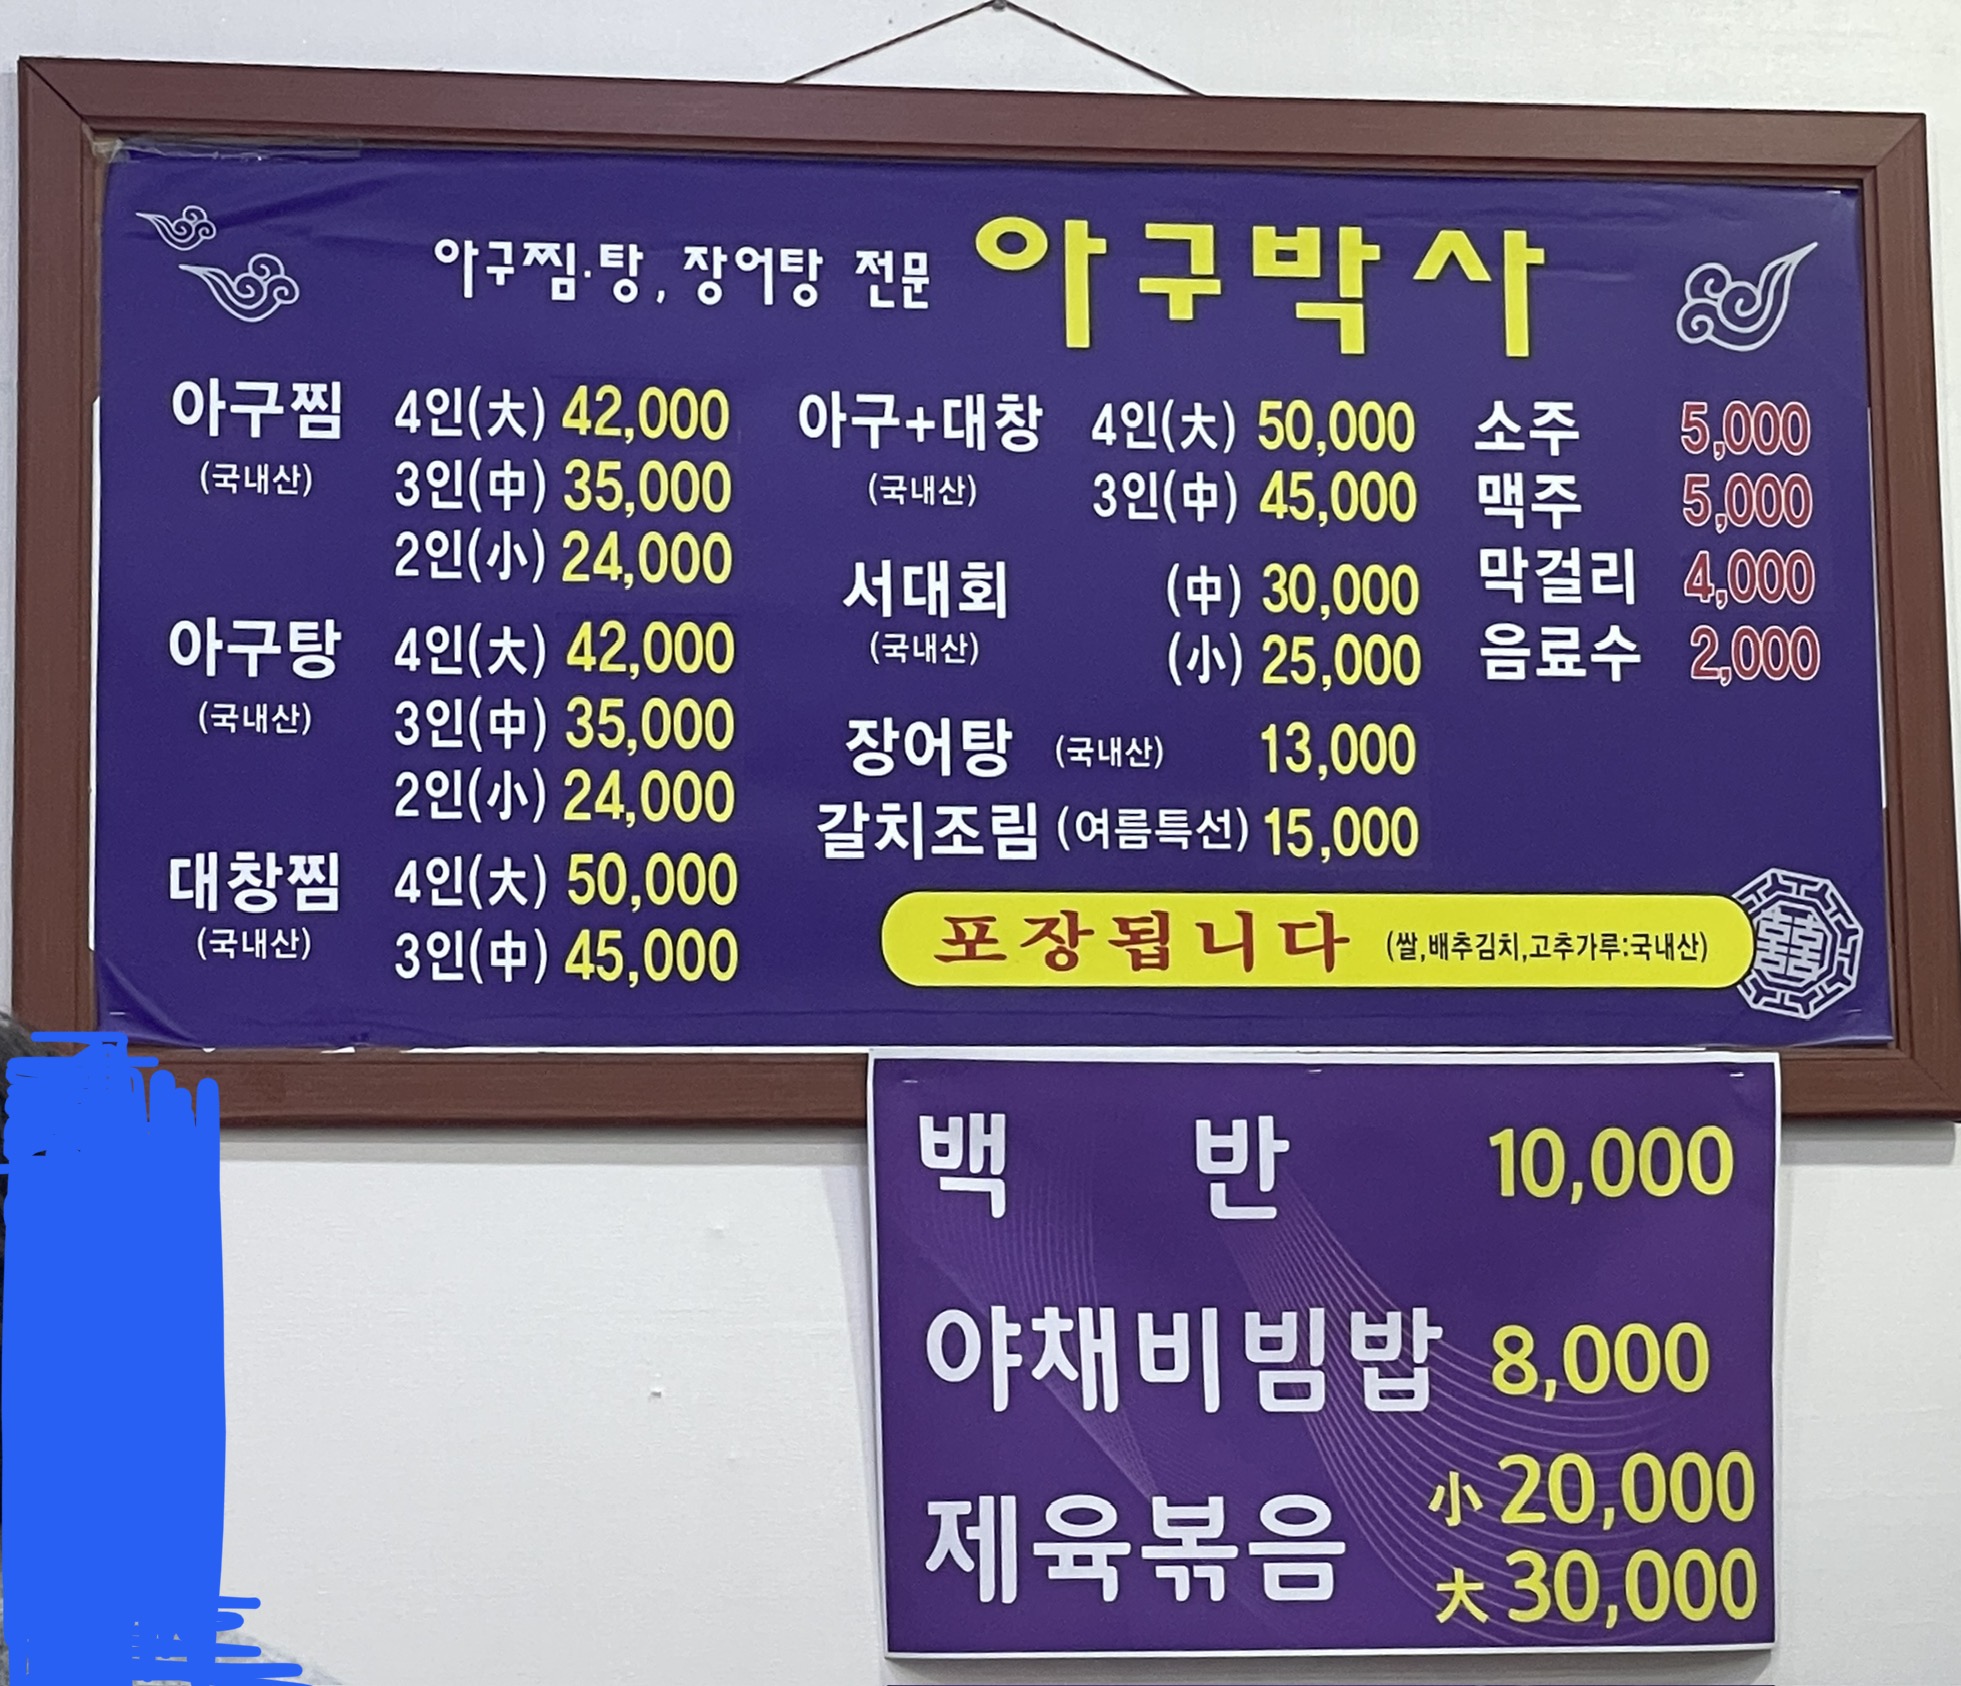 아구찜·탕, 장어탕 전문 아구박사
아구찜 4인(大) 42,000
(국내산) 3인(中) 35,000
2인(小) 24,000
아구탕 4인(大) 42,000
(국내산) 3인(中) 35,000
2인(小) 24,000
대창찜 4인(大) 50,000
(국내산) 3인(中) 45,000
아구+대창 4인(大) 50,000
(국내산) 3인(中) 45,000
서대회 (中) 30,000
(국내산) (小) 25,000
장어탕 (국내산) 13,000
갈치조림 (여름특선) 15,000
소주 5,000
맥주 5,000
막걸리 4,000
음료수 2,000
포장됩니다 (쌀,배추김치,고추가루:국내산)
囍
백 반 10,000
야채비빔밥 8,000
제육볶음 小 20,000
大 30,000